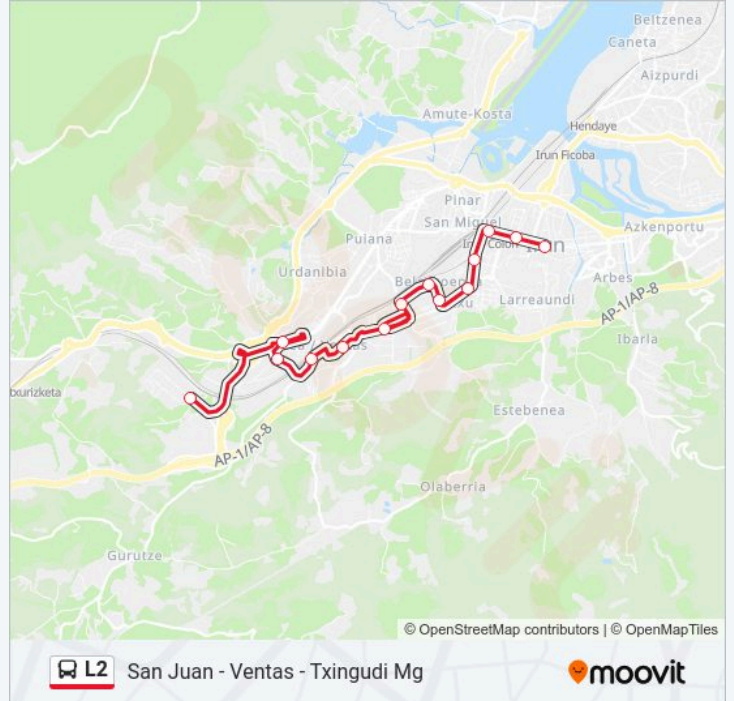 Beltzenea
Caneta
Aizpurdi
Amute-Kosta
Hendaye
Irun Ficoba
Pinar
San Miguel
Azkenportu
Puiana
Irun
Urdanibia
Arbes
Larreaundi
AP-1/AP-8
Ibarla
txurizketa
Estebenea
AP-1/AP-8
Olaberria
Gurutze
© OpenStreetMap contributors | © OpenMapTiles
L2 San Juan - Ventas - Txingudi Mg
moovit